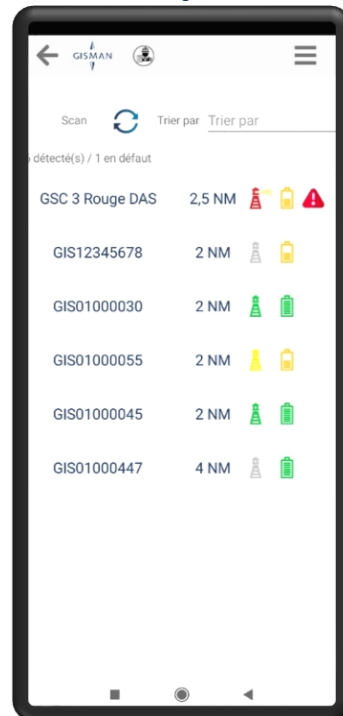 GISMAN
Scan Trier par Trier par
détecté(s) / 1 en défaut
GSC 3 Rouge DAS 2,5 NM
GIS12345678 2 NM
GIS01000030 2 NM
GIS01000055 2 NM
GIS01000045 2 NM
GIS01000447 4 NM